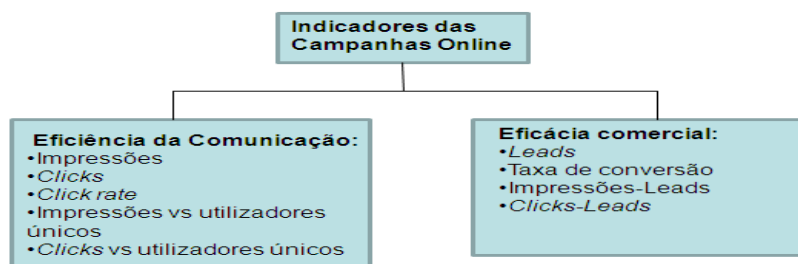 Indicadores das
Campanhas Online
Eficiência da Comunicação:
•Impressões
•Clicks
•Click rate
•Impressões vs utilizadores
únicos
•Clicks vs utilizadores únicos
Eficácia comercial:
•Leads
•Taxa de conversão
•Impressões-Leads
•Clicks-Leads